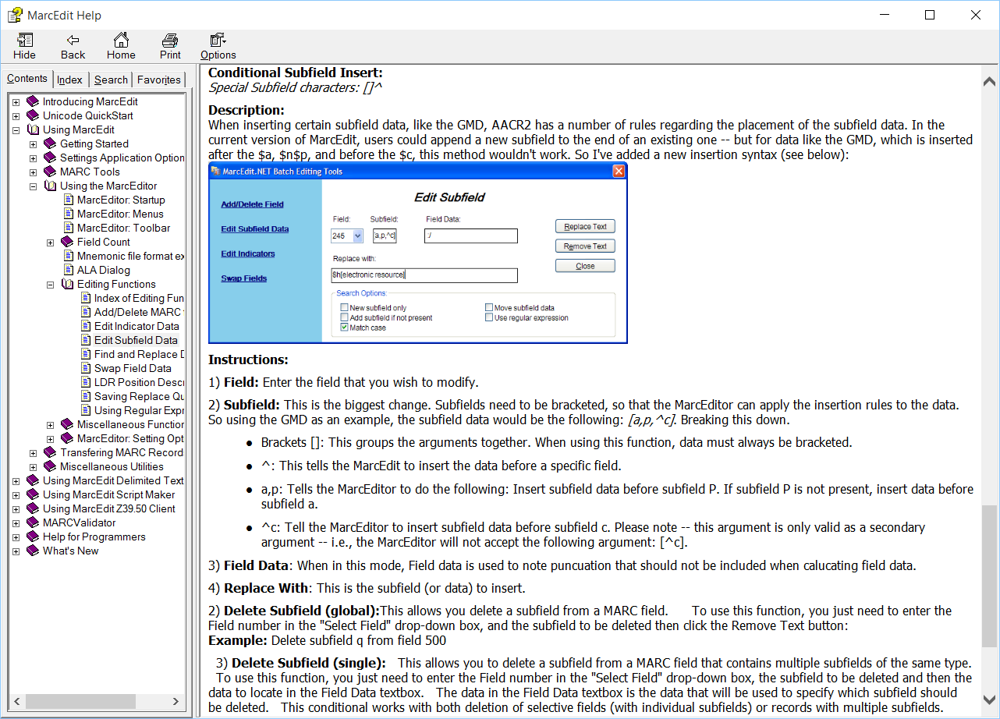 MarcEdit Help
Hide
Back
Home
Print
Options
Contents
Index
Search
Favorites
Introducing MarcEdit
Unicode QuickStart
Using MarcEdit
Getting Started
Settings Application Option
MARC Tools
Using the MarcEditor
MarcEditor: Startup
MarcEditor: Menus
MarcEditor: Toolbar
Field Count
Mnemonic file format ex
ALA Dialog
Editing Functions
Index of Editing Fun
Add/Delete MARC
Edit Indicator Data
Edit Subfield Data
Find and Replace D
Swap Field Data
LDR Position Descr
Saving Replace Qu
Using Regular Expr
Miscellaneous Function
MarcEditor: Setting Opt
Transfering MARC Record
Miscellaneous Utilities
Using MarcEdit Delimited Text
Using MarcEdit Script Maker
Using MarcEdit Z39.50 Client
MARCValidator
Help for Programmers
What's New
Conditional Subfield Insert:
Special Subfield characters: []^
Description:
When inserting certain subfield data, like the GMD, AACR2 has a number of rules regarding the placement of the subfield data. In the
current version of MarcEdit, users could append a new subfield to the end of an existing one -- but for data like the GMD, which is inserted
after the $a, $n$p, and before the $c, this method wouldn't work. So I've added a new insertion syntax (see below):
MarcEdit.NET Batch Editing Tools
Add/Delete Field
Edit Subfield Data
Edit Indicators
Swap Fields
Edit Subfield
Field: Subfield: Field Data:
245 [a,p,^c] :/
Replace with:
$h[electronic resource]
Replace Text
Remove Text
Close
Search Options:
New subfield only
Add subfield if not present
Match case
Move subfield data
Use regular expression
Instructions:
1) Field: Enter the field that you wish to modify.
2) Subfield: This is the biggest change. Subfields need to be bracketed, so that the MarcEditor can apply the insertion rules to the data.
So using the GMD as an example, the subfield data would be the following: [a,p,^c]. Breaking this down.
• Brackets []: This groups the arguments together. When using this function, data must always be bracketed.
• ^: This tells the MarcEdit to insert the data before a specific field.
• a,p: Tells the MarcEditor to do the following: Insert subfield data before subfield P. If subfield P is not present, insert data before
subfield a.
• ^c: Tell the MarcEditor to insert subfield data before subfield c. Please note -- this argument is only valid as a secondary
argument -- i.e., the MarcEditor will not accept the following argument: [^c].
3) Field Data: When in this mode, Field data is used to note puncuation that should not be included when calucating field data.
4) Replace With: This is the subfield (or data) to insert.
2) Delete Subfield (global):This allows you delete a subfield from a MARC field. To use this function, you just need to enter the
Field number in the "Select Field" drop-down box, and the subfield to be deleted then click the Remove Text button:
Example: Delete subfield q from field 500
3) Delete Subfield (single): This allows you to delete a subfield from a MARC field that contains multiple subfields of the same type.
To use this function, you just need to enter the Field number in the "Select Field" drop-down box, the subfield to be deleted and then the
data to locate in the Field Data textbox. The data in the Field Data textbox is the data that will be used to specify which subfield should
be deleted. This conditional works with both deletion of selective fields (with individual subfields) or records with multiple subfields.